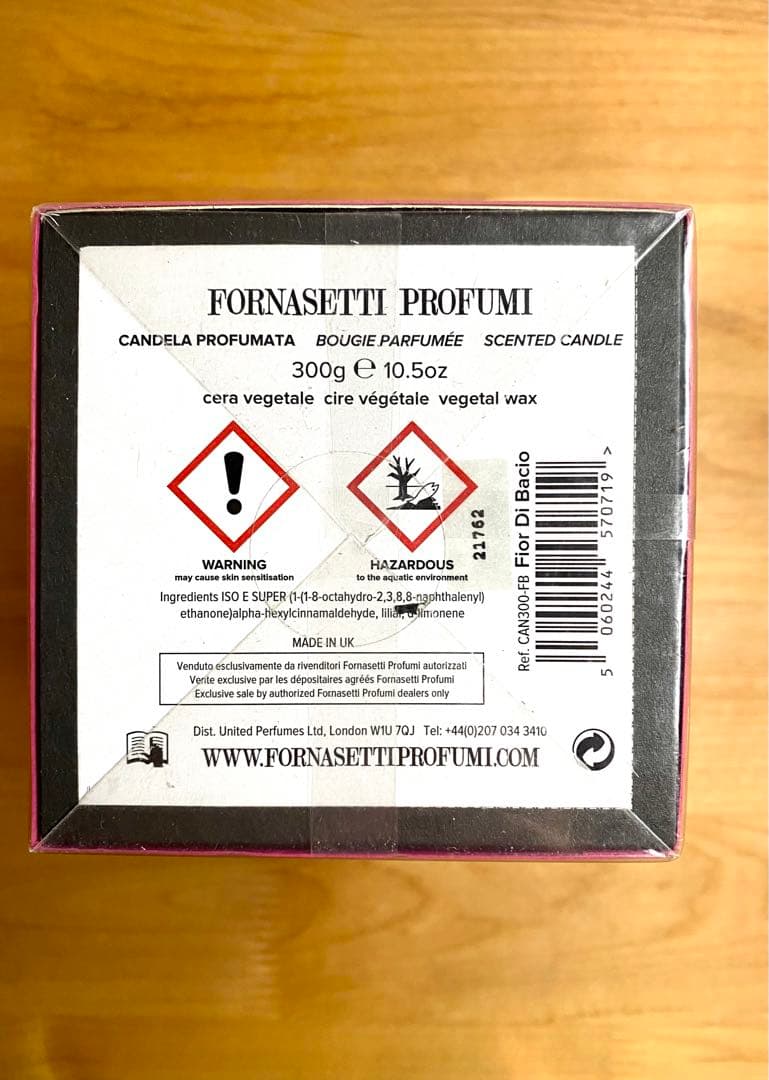 FORNASETTI PROFUMI
CANDELA PROFUMATA BOUGIE PARFUMÉE SCENTED CANDLE
300g ℮ 10.5oz
cera vegetale cire végétale vegetal wax
WARNING
may cause skin sensitisation
HAZARDOUS
to the aquatic environment
21762
Ref. CAN300-FB Fior Di Bacio
5 060244 570719 >
Ingredients ISO E SUPER (1-(1-8-octahydro-2,3,8,8-naphthalenyl)
ethanone)alpha-hexylcinnamaldehyde, lilial, d-limonene
MADE IN UK
Venduto esclusivamente da rivenditori Fornasetti Profumi autorizzati
Vente exclusive par les dépositaires agréés Fornasetti Profumi
Exclusive sale by authorized Fornasetti Profumi dealers only
Dist. United Perfumes Ltd, London W1U 7QJ Tel: +44(0)207 034 3410
WWW.FORNASETTIPROFUMI.COM